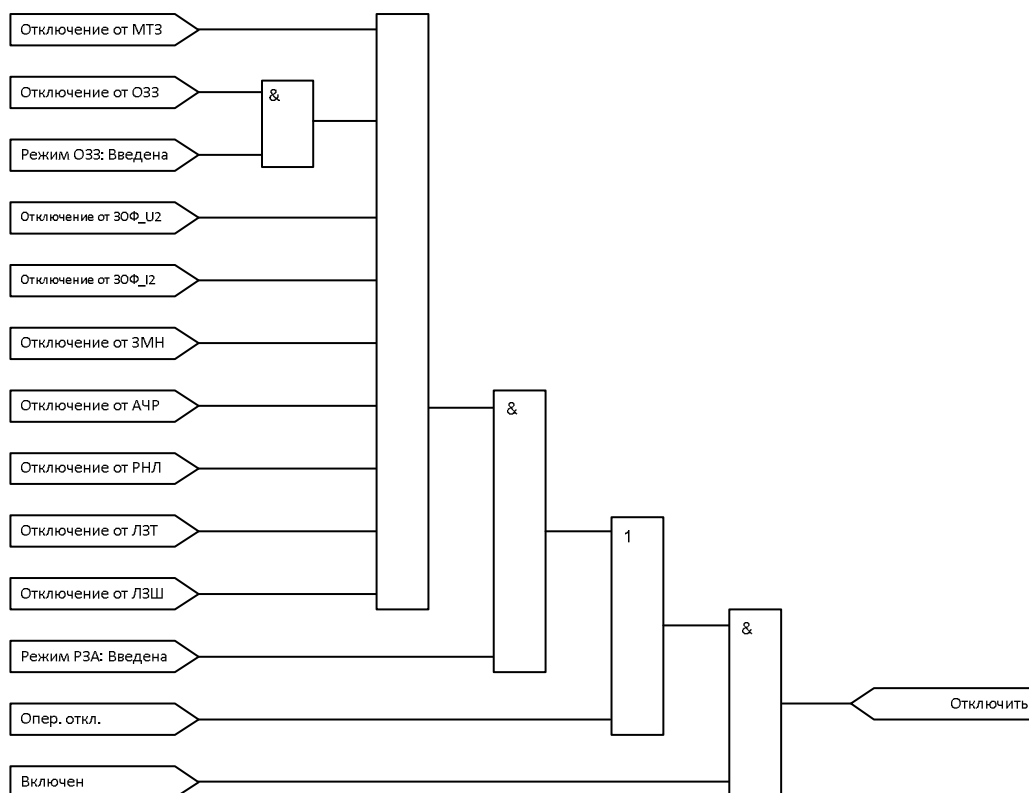 Отключение от МТЗ
Отключение от ОЗЗ
&
Режим ОЗЗ: Введена
Отключение от ЗОФ_U2
Отключение от ЗОФ_I2
Отключение от ЗМН
Отключение от АЧР
&
Отключение от РНЛ
Отключение от ЛЗТ
1
Отключение от ЛЗШ
Режим РЗА: Введена
&
Опер. откл.
Отключить
Включен